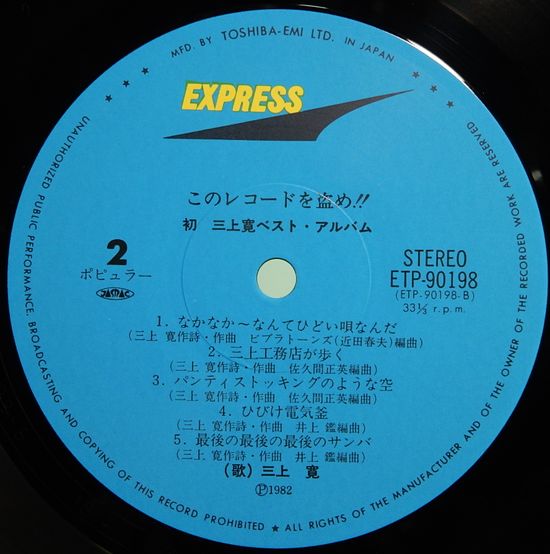 MFD. BY TOSHIBA-EMI LTD. IN JAPAN
EXPRESS
このレコードを盗め!!
初 三上寛ベスト・アルバム
2
ポピュラー
JASRAC
STEREO
ETP-90198
(ETP-90198-B)
33⅓ r.p.m.
1. なかなか〜なんてひどい唄なんだ
(三上 寛作詩・作曲 ビブラトーンズ(近田春夫)編曲)
2. 三上工務店が歩く
(三上 寛作詩・作曲 佐久間正英編曲)
3. パンティストッキングのような空
(三上 寛作詩・作曲 佐久間正英編曲)
4. ひびけ電気釜
(三上 寛作詩・作曲 井上 鑑編曲)
5. 最後の最後の最後のサンバ
(三上 寛作詩・作曲 井上 鑑編曲)
(歌) 三上 寛
Ⓟ1982
UNAUTHORIZED PUBLIC PERFORMANCE, BROADCASTING AND COPYING OF THIS RECORD PROHIBITED ★ ALL RIGHTS OF THE MANUFACTURER AND OF THE OWNER OF THE RECORDED WORK ARE RESERVED